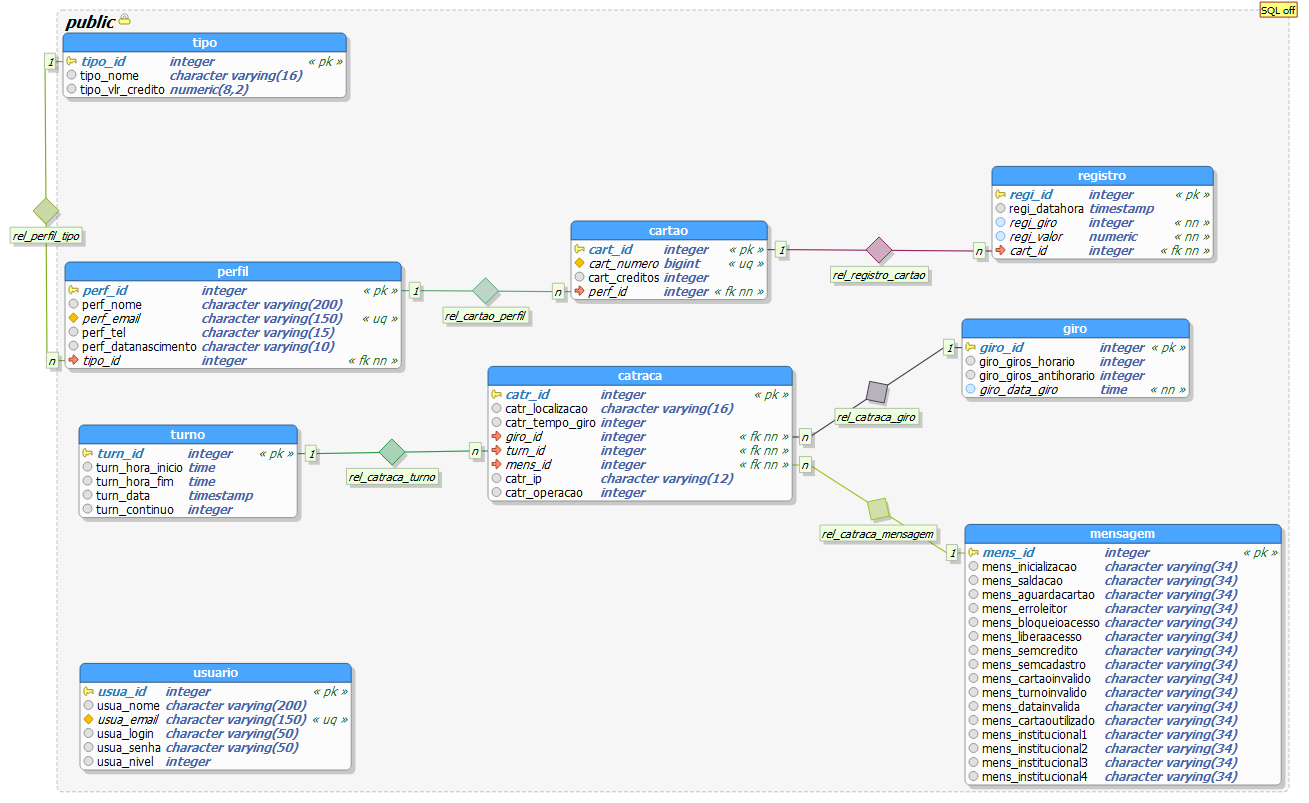 SQL off
public
tipo
tipo_id integer « pk »
tipo_nome character varying(16)
tipo_vlr_credito numeric(8,2)
1
rel_perfil_tipo
n
perfil
perf_id integer « pk »
perf_nome character varying(200)
perf_email character varying(150) « uq »
perf_tel character varying(15)
perf_datanascimento character varying(10)
tipo_id integer « fk nn »
1
rel_cartao_perfil
n
cartao
cart_id integer « pk »
cart_numero bigint « uq »
cart_creditos integer
perf_id integer « fk nn »
1
rel_registro_cartao
n
registro
regi_id integer « pk »
regi_datahora timestamp
regi_giro integer « nn »
regi_valor numeric « nn »
cart_id integer « fk nn »
giro
giro_id integer « pk »
giro_giros_horario integer
giro_giros_antihorario integer
giro_data_giro time « nn »
1
rel_catraca_giro
n
catraca
catr_id integer « pk »
catr_localizacao character varying(16)
catr_tempo_giro integer
giro_id integer « fk nn »
turn_id integer « fk nn »
mens_id integer « fk nn »
catr_ip character varying(12)
catr_operacao integer
turno
turn_id integer « pk »
turn_hora_inicio time
turn_hora_fim time
turn_data timestamp
turn_continuo integer
1
rel_catraca_turno
n
n
rel_catraca_mensagem
1
mensagem
mens_id integer « pk »
mens_inicializacao character varying(34)
mens_saldacao character varying(34)
mens_aguardacartao character varying(34)
mens_erroleitor character varying(34)
mens_bloqueioacesso character varying(34)
mens_liberaacesso character varying(34)
mens_semcredito character varying(34)
mens_semcadastro character varying(34)
mens_cartaoinvalido character varying(34)
mens_turnoinvalido character varying(34)
mens_datainvalida character varying(34)
mens_cartaoutilizado character varying(34)
mens_institucional1 character varying(34)
mens_institucional2 character varying(34)
mens_institucional3 character varying(34)
mens_institucional4 character varying(34)
usuario
usua_id integer « pk »
usua_nome character varying(200)
usua_email character varying(150) « uq »
usua_login character varying(50)
usua_senha character varying(50)
usua_nivel integer